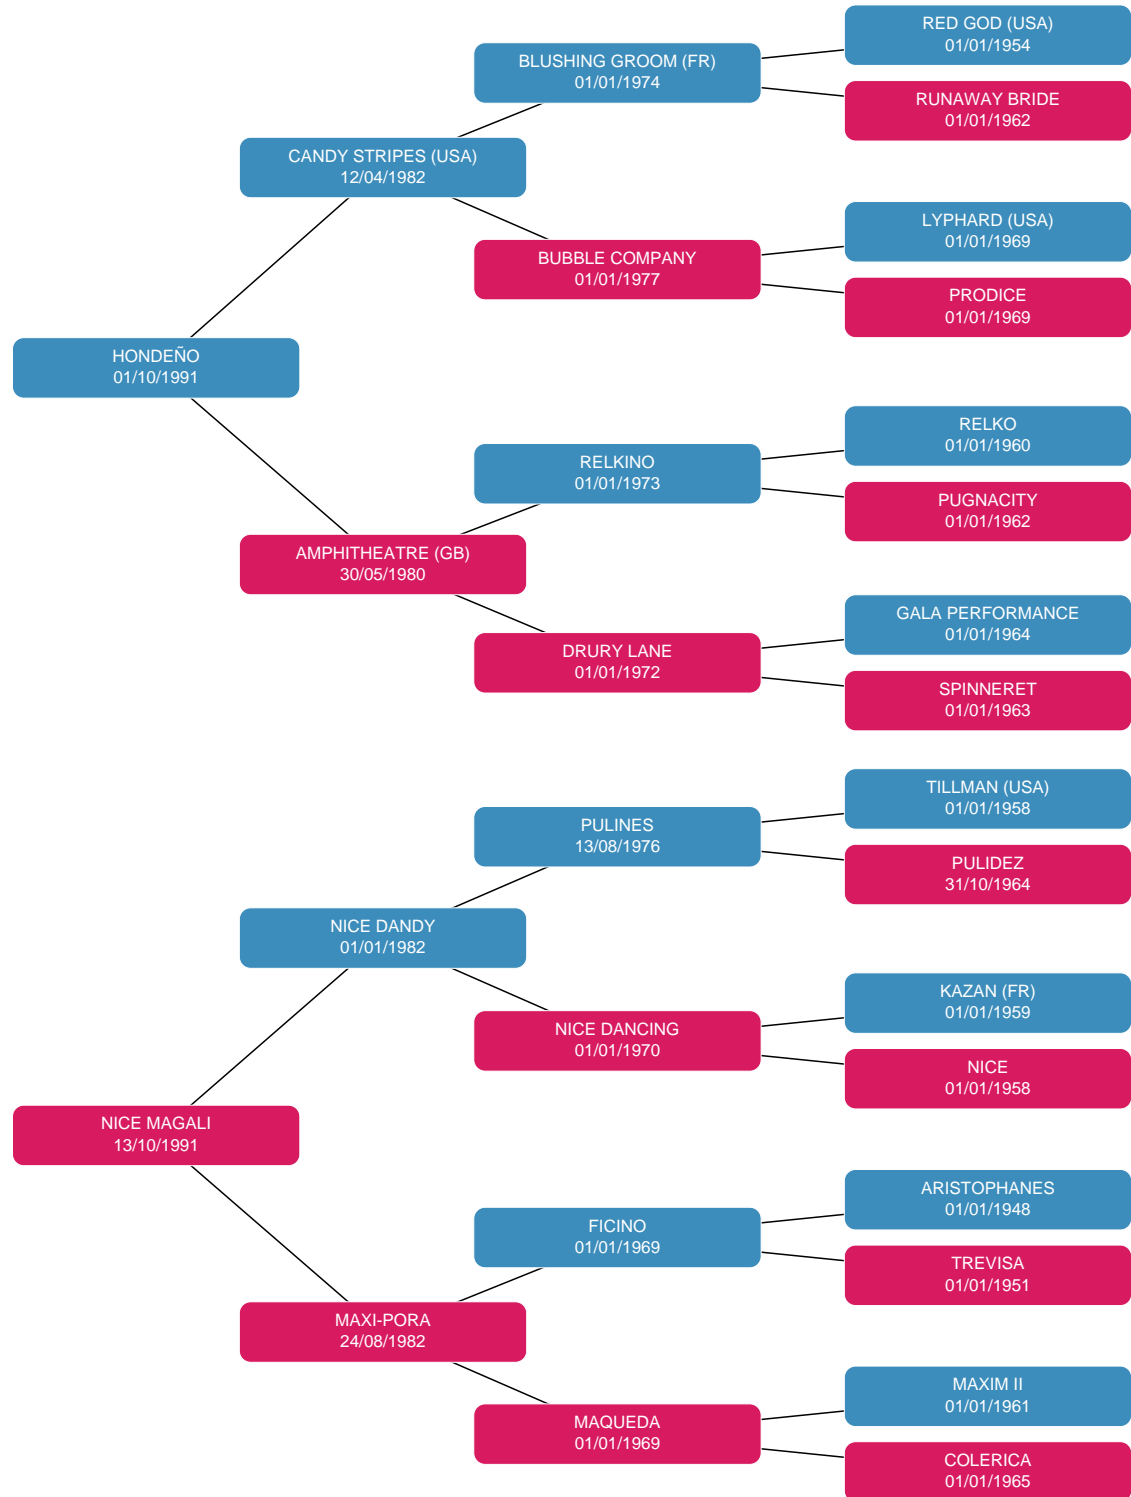 RED GOD (USA)
01/01/1954
BLUSHING GROOM (FR)
01/01/1974
RUNAWAY BRIDE
01/01/1962
CANDY STRIPES (USA)
12/04/1982
LYPHARD (USA)
01/01/1969
BUBBLE COMPANY
01/01/1977
PRODICE
01/01/1969
HONDEÑO
01/10/1991
RELKO
01/01/1960
RELKINO
01/01/1973
PUGNACITY
01/01/1962
AMPHITHEATRE (GB)
30/05/1980
GALA PERFORMANCE
01/01/1964
DRURY LANE
01/01/1972
SPINNERET
01/01/1963
TILLMAN (USA)
01/01/1958
PULINES
13/08/1976
PULIDEZ
31/10/1964
NICE DANDY
01/01/1982
KAZAN (FR)
01/01/1959
NICE DANCING
01/01/1970
NICE
01/01/1958
NICE MAGALI
13/10/1991
ARISTOPHANES
01/01/1948
FICINO
01/01/1969
TREVISA
01/01/1951
MAXI-PORA
24/08/1982
MAXIM II
01/01/1961
MAQUEDA
01/01/1969
COLERICA
01/01/1965